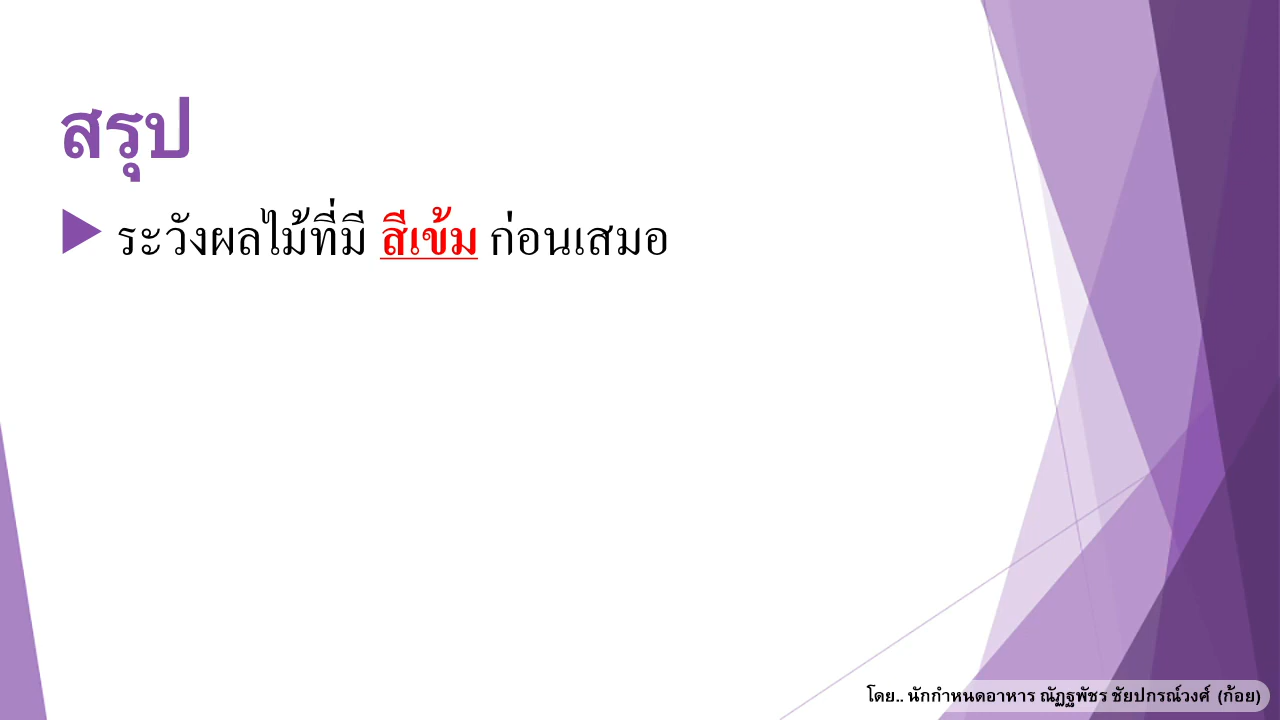 สรุป
ระวังผลไม้ที่มี สีเข้ม ก่อนเสมอ
โดย.. นักกำหนดอาหาร ณัฏฐพัชร ชัยปกรณ์วงศ์ (ก้อย)